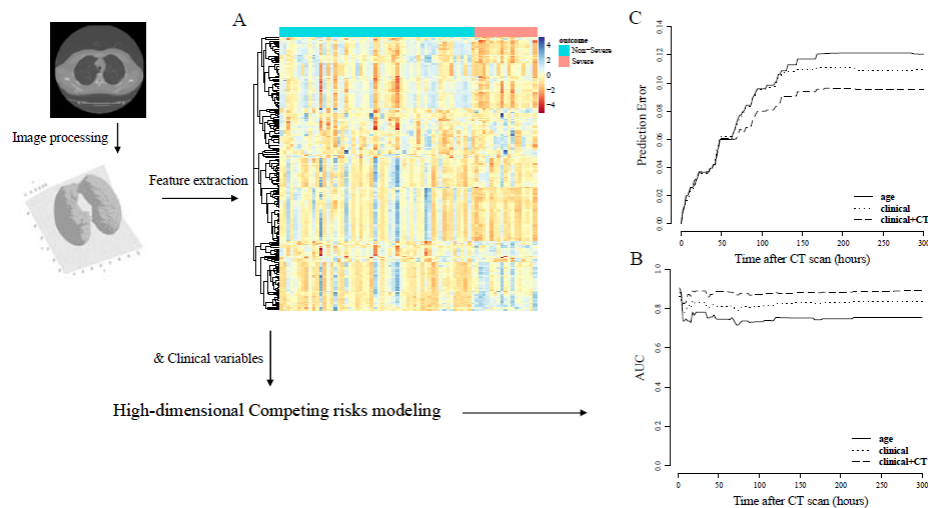 A
outcome
Non-Severe
Severe
4
2
0
−2
−4
Image processing
Feature extraction
& Clinical variables
High-dimensional Competing risks modeling
C
Prediction Error
0.00
0.02
0.04
0.06
0.08
0.10
0.12
0.14
0
50
100
150
200
250
300
age
clinical
clinical+CT
Time after CT scan (hours)
B
AUC
0.0
0.2
0.4
0.6
0.8
1.0
0
50
100
150
200
250
300
age
clinical
clinical+CT
Time after CT scan (hours)